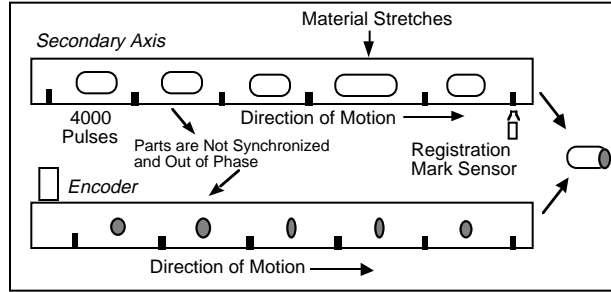 Material Stretches
Secondary Axis
4000
Pulses
Direction of Motion
Parts are Not Synchronized
and Out of Phase
Registration
Mark Sensor
Encoder
Direction of Motion